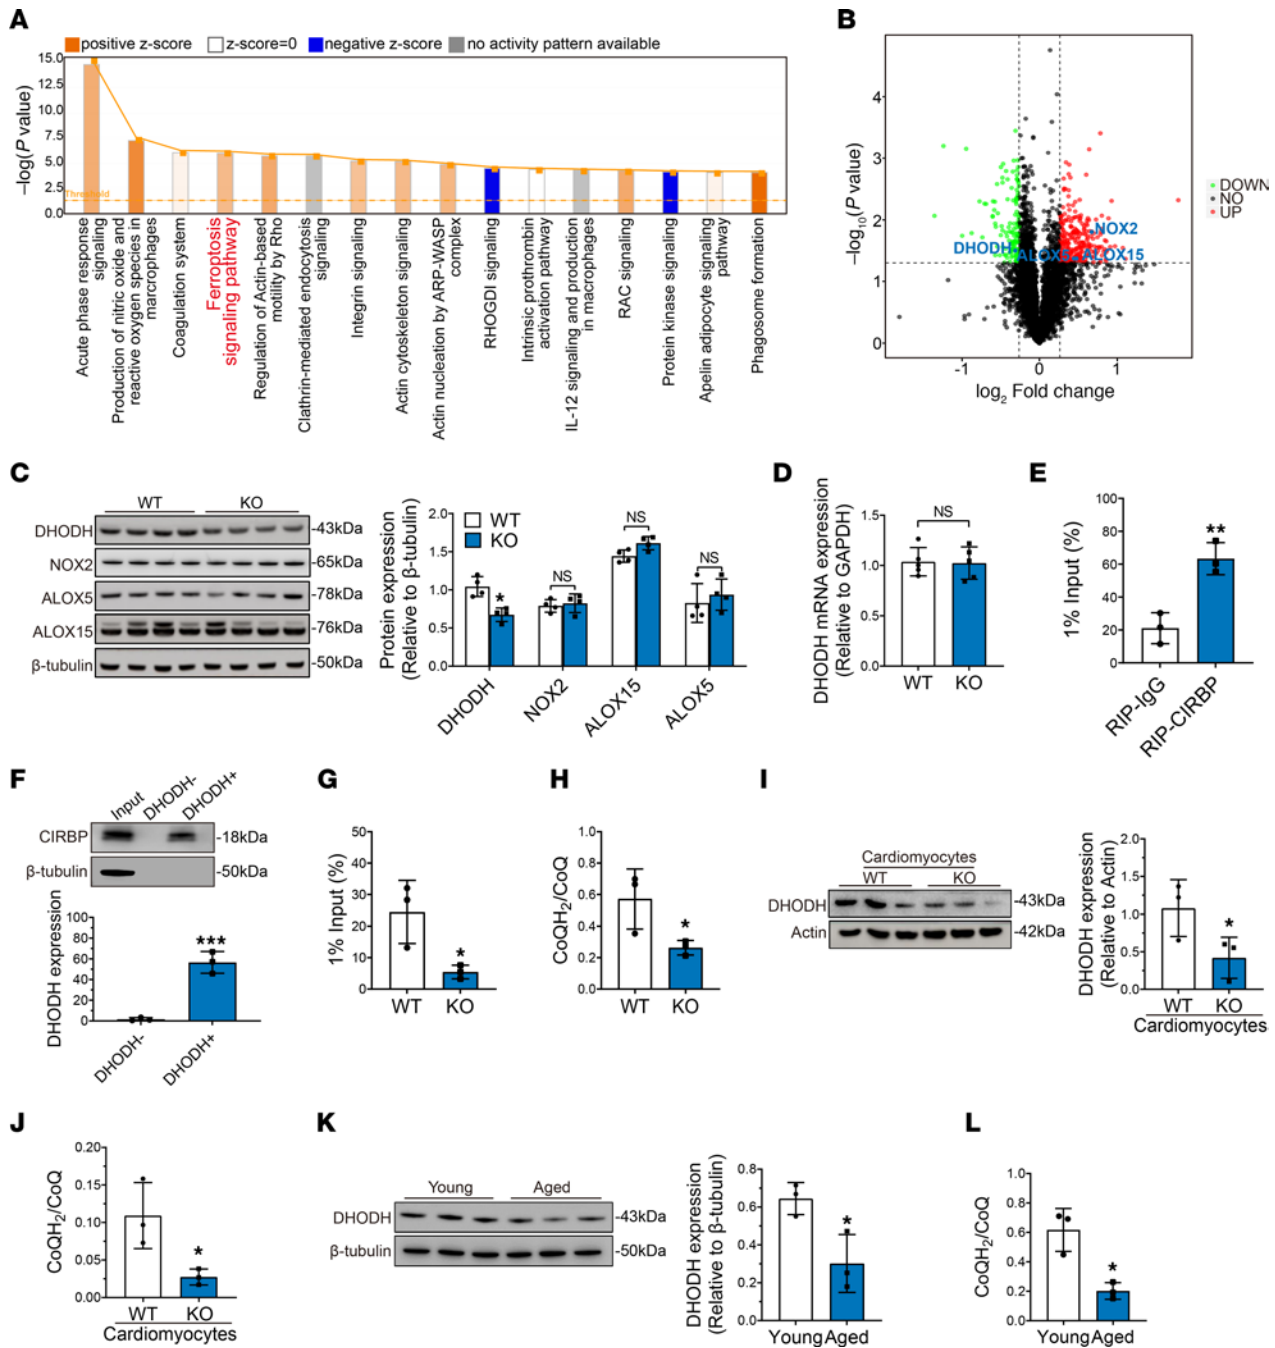 A
positive z-score z-score=0 negative z-score no activity pattern available
–log(P value)
15.0
12.5
10.0
7.5
5.0
2.5
0.0
Threshold
Acute phase response
signaling
Production of nitric oxide and
reactive oxygen species in
marcrophages
Coagulation system
Ferroptosis
signaling pathway
Regulation of Actin-based
motility by Rho
Clathrin-mediated endocytosis
signaling
Integrin signaling
Actin cytoskeleton signaling
Actin nucleation by ARP-WASP
complex
RHOGDI signaling
Intrinsic prothrombin
activation pathway
IL-12 signaling and production
in macrophages
RAC signaling
Protein kinase signaling
Apelin adipocyte signaling
pathway
Phagosome formation
B
–log10(P value)
4
3
2
1
0
NOX2
DHODH ALOX5 ALOX15
DOWN
NO
UP
-1 0 1
log2 Fold change
C
WT KO
DHODH -43kDa
NOX2 -65kDa
ALOX5 -78kDa
ALOX15 -76kDa
β-tubulin -50kDa
Protein expression
(Relative to β-tubulin)
2.0
1.5
1.0
0.5
0.0
WT
KO
*
NS
NS
NS
DHODH
NOX2
ALOX15
ALOX5
D
DHODH mRNA expression
(Relative to GAPDH)
1.5
1.0
0.5
0.0
NS
WT KO
E
1% Input (%)
100
80
60
40
20
0
**
RIP-IgG
RIP-CIRBP
F
Input
DHODH-
DHODH+
CIRBP -18kDa
β-tubulin -50kDa
DHODH expression
100
80
60
40
20
0
***
DHODH-
DHODH+
G
1% Input (%)
50
40
30
20
10
0
*
WT KO
H
CoQH2/CoQ
1.0
0.8
0.6
0.4
0.2
0.0
*
WT KO
I
Cardiomyocytes
WT KO
DHODH -43kDa
Actin -42kDa
DHODH expression
(Relative to Actin)
2.0
1.5
1.0
0.5
0.0
*
WT KO
Cardiomyocytes
J
CoQH2/CoQ
0.20
0.15
0.10
0.05
0.00
*
WT KO
Cardiomyocytes
K
Young Aged
DHODH -43kDa
β-tubulin -50kDa
DHODH expression
(Relative to β-tubulin)
0.8
0.6
0.4
0.2
0.0
*
Young Aged
L
CoQH2/CoQ
1.0
0.8
0.6
0.4
0.2
0.0
*
Young Aged